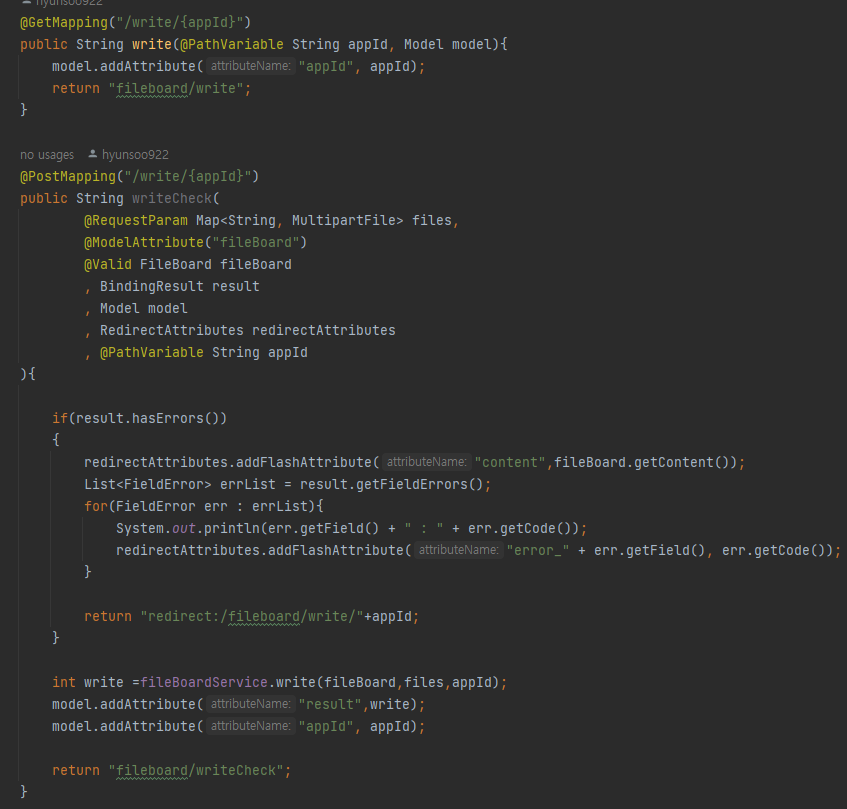 hyunsoo922
@GetMapping("/write/{appId}")
public String write(@PathVariable String appId, Model model){
model.addAttribute( attributeName: "appId", appId);
return "fileboard/write";
}
no usages hyunsoo922
@PostMapping("/write/{appId}")
public String writeCheck(
@RequestParam Map<String, MultipartFile> files,
@ModelAttribute("fileBoard")
@Valid FileBoard fileBoard
, BindingResult result
, Model model
, RedirectAttributes redirectAttributes
, @PathVariable String appId
){
if(result.hasErrors())
{
redirectAttributes.addFlashAttribute( attributeName: "content",fileBoard.getContent());
List<FieldError> errList = result.getFieldErrors();
for(FieldError err : errList){
System.out.println(err.getField() + " : " + err.getCode());
redirectAttributes.addFlashAttribute( attributeName: "error_" + err.getField(), err.getCode());
}
return "redirect:/fileboard/write/"+appId;
}
int write =fileBoardService.write(fileBoard,files,appId);
model.addAttribute( attributeName: "result",write);
model.addAttribute( attributeName: "appId", appId);
return "fileboard/writeCheck";
}